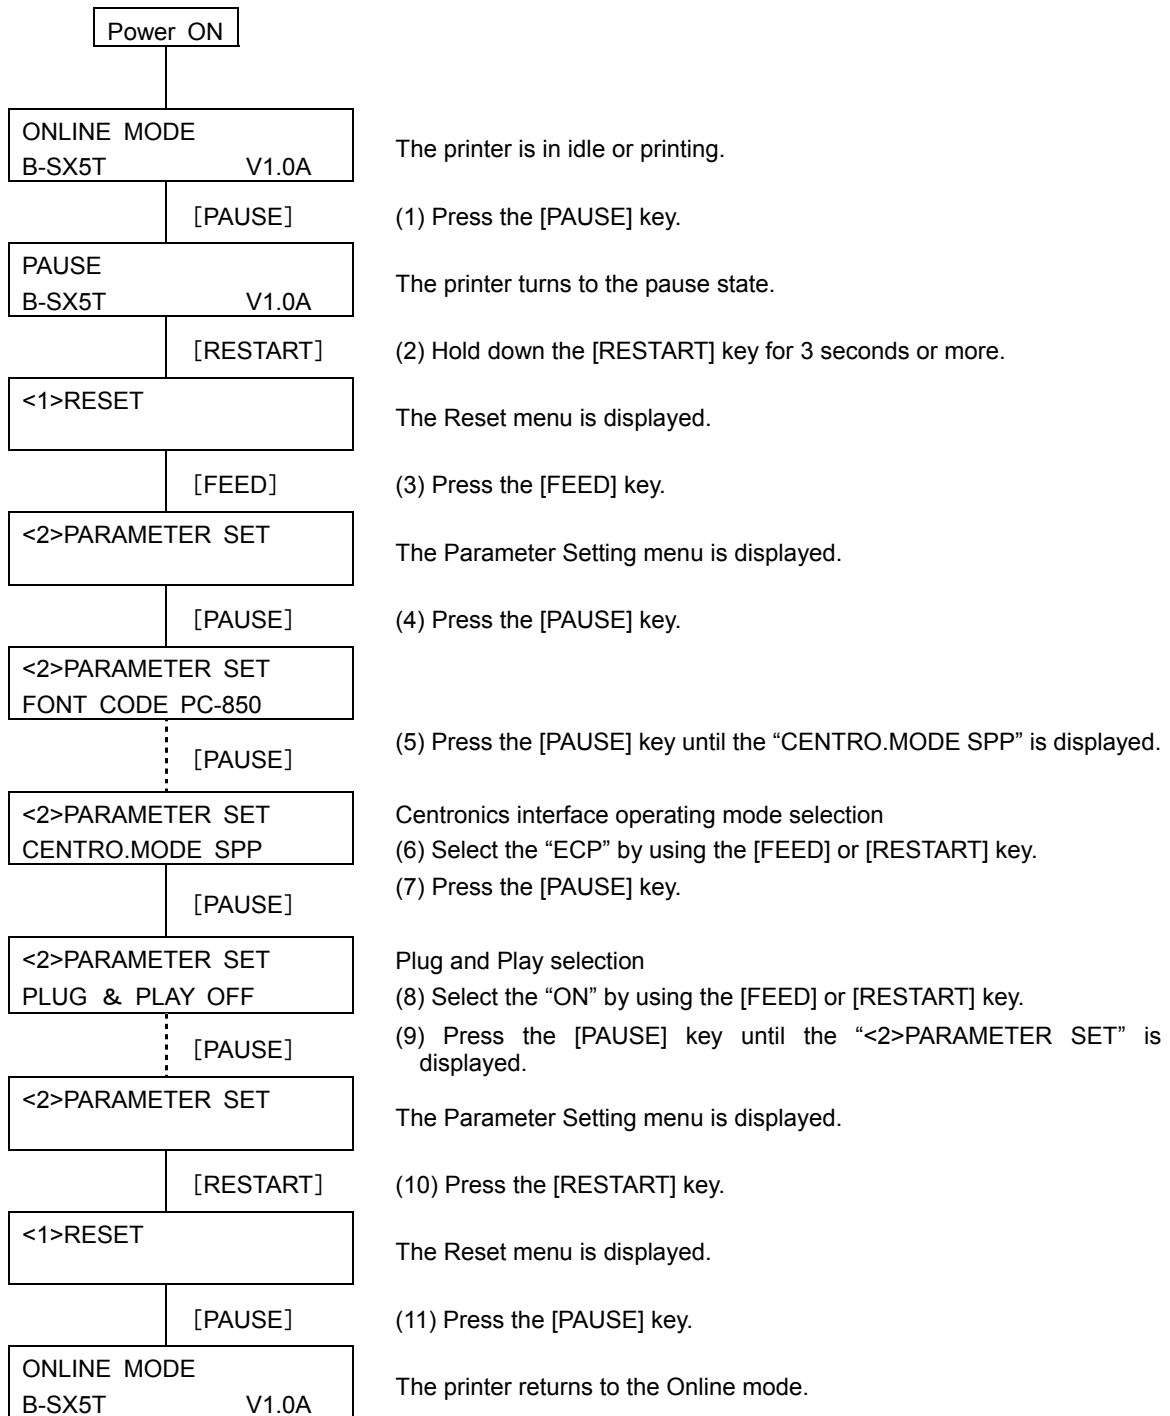 Power ON
ONLINE MODE
B-SX5T V1.0A
The printer is in idle or printing.
[PAUSE]
(1) Press the [PAUSE] key.
PAUSE
B-SX5T V1.0A
The printer turns to the pause state.
[RESTART]
(2) Hold down the [RESTART] key for 3 seconds or more.
<1>RESET
The Reset menu is displayed.
[FEED]
(3) Press the [FEED] key.
<2>PARAMETER SET
The Parameter Setting menu is displayed.
[PAUSE]
(4) Press the [PAUSE] key.
<2>PARAMETER SET
FONT CODE PC-850
[PAUSE]
(5) Press the [PAUSE] key until the “CENTRO.MODE SPP” is displayed.
<2>PARAMETER SET
CENTRO.MODE SPP
Centronics interface operating mode selection
(6) Select the “ECP” by using the [FEED] or [RESTART] key.
(7) Press the [PAUSE] key.
[PAUSE]
<2>PARAMETER SET
PLUG & PLAY OFF
Plug and Play selection
(8) Select the “ON” by using the [FEED] or [RESTART] key.
[PAUSE]
(9) Press the [PAUSE] key until the “<2>PARAMETER SET” is
displayed.
<2>PARAMETER SET
The Parameter Setting menu is displayed.
[RESTART]
(10) Press the [RESTART] key.
<1>RESET
The Reset menu is displayed.
[PAUSE]
(11) Press the [PAUSE] key.
ONLINE MODE
B-SX5T V1.0A
The printer returns to the Online mode.